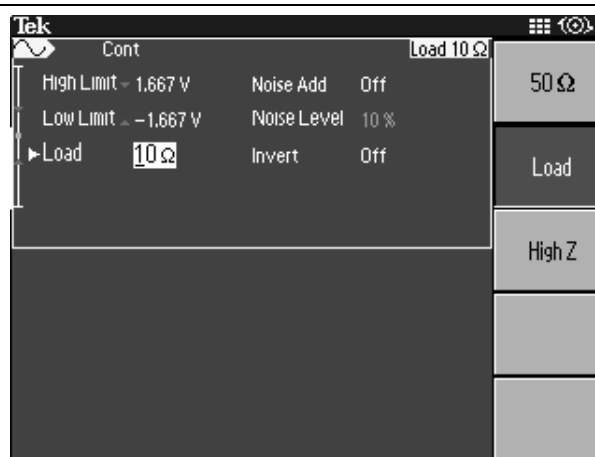 Tek
Cont Load 10 Ω
High Limit 1.667 V Noise Add Off
Low Limit −1.667 V Noise Level 10 %
Load 10 Ω Invert Off
50 Ω
Load
High Z